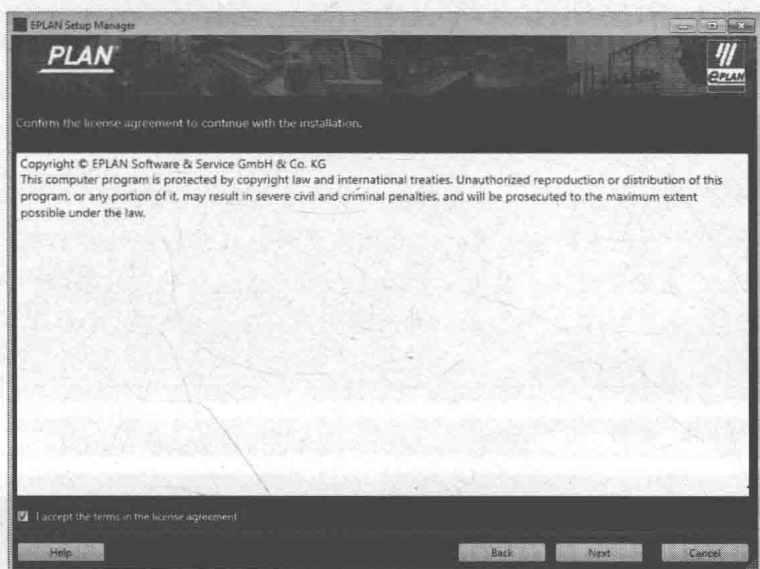 EPLAN Setup Manager
PLAN
ePLAN
Confirm the license agreement to continue with the installation.
Copyright © EPLAN Software & Service GmbH & Co. KG
This computer program is protected by copyright law and international treaties. Unauthorized reproduction or distribution of this
program, or any portion of it, may result in severe civil and criminal penalties, and will be prosecuted to the maximum extent
possible under the law.
I accept the terms in the license agreement
Help Back Next Cancel